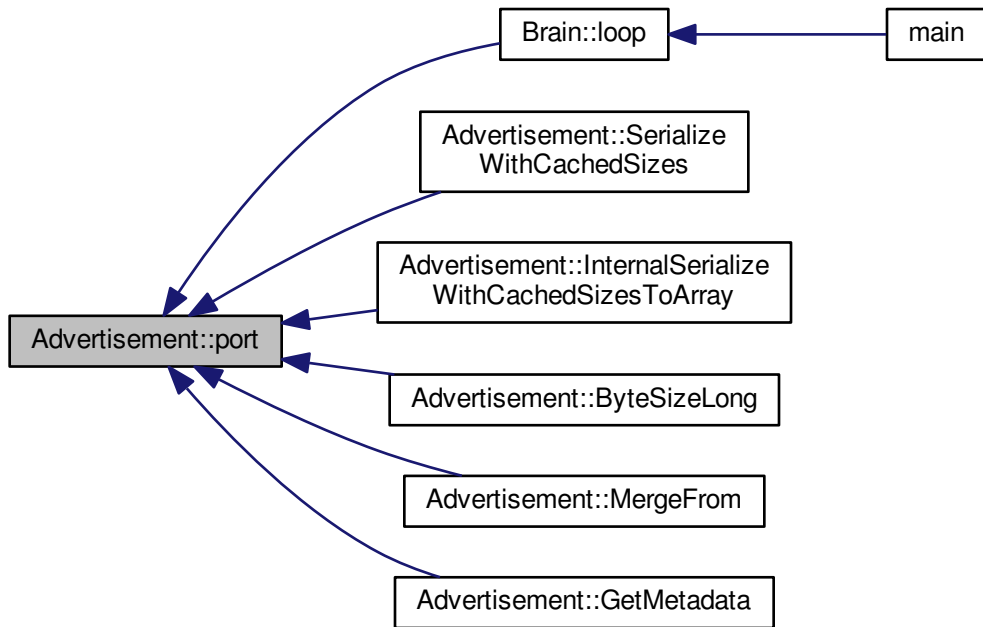 Brain::loop
main
Advertisement::Serialize
WithCachedSizes
Advertisement::InternalSerialize
WithCachedSizesToArray
Advertisement::port
Advertisement::ByteSizeLong
Advertisement::MergeFrom
Advertisement::GetMetadata